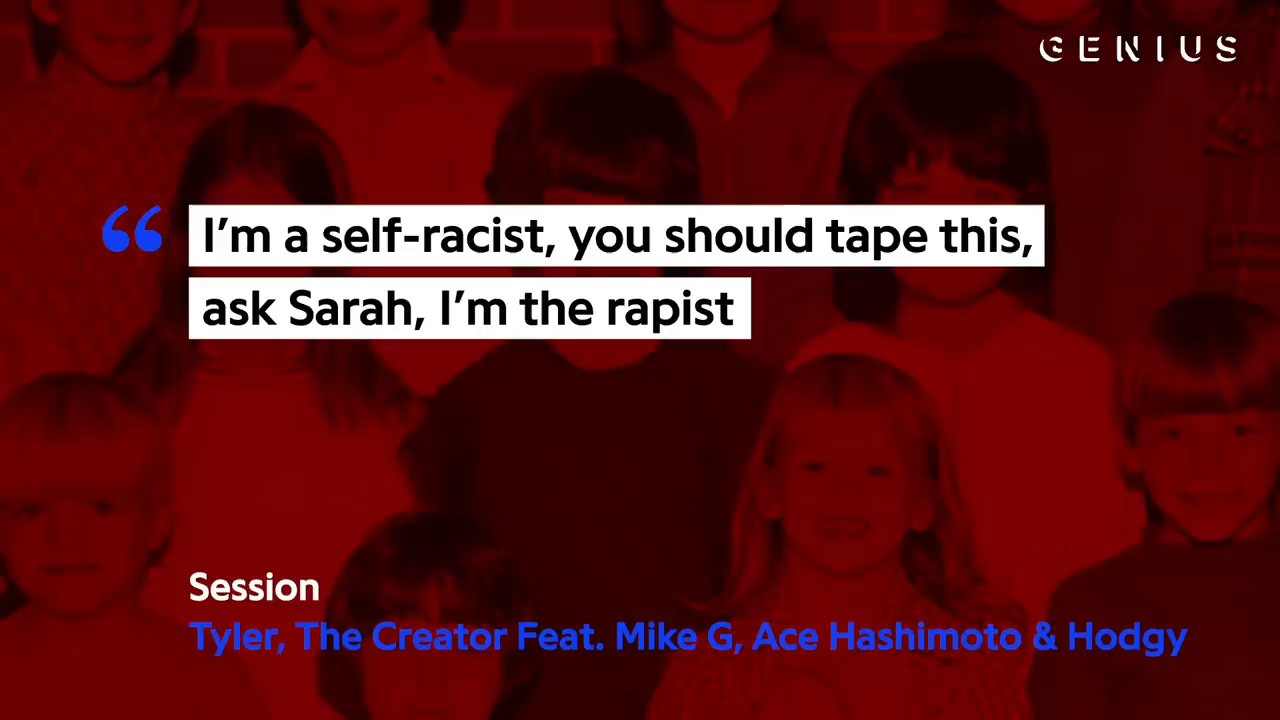 GENIUS
“ I’m a self-racist, you should tape this,
ask Sarah, I’m the rapist
Session
Tyler, The Creator Feat. Mike G, Ace Hashimoto & Hodgy